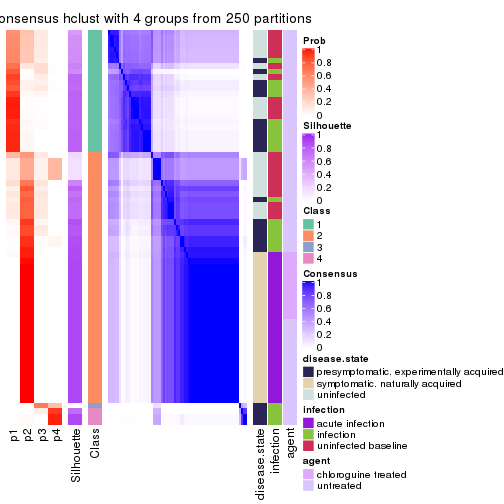 onsensus hclust with 4 groups from 250 partitions
Prob
1
0.8
0.6
0.4
0.2
0
Silhouette
1
0.8
0.6
0.4
0.2
0
Class
1
2
3
4
Consensus
1
0.8
0.6
0.4
0.2
0
disease.state
presymptomatic. experimentally acquired
symptomatic. naturally acquired
uninfected
infection
acute infection
infection
uninfected baseline
agent
chloroguine treated
untreated
p1
p2
p3
p4
Silhouette
Class
disease.state
infection
agent